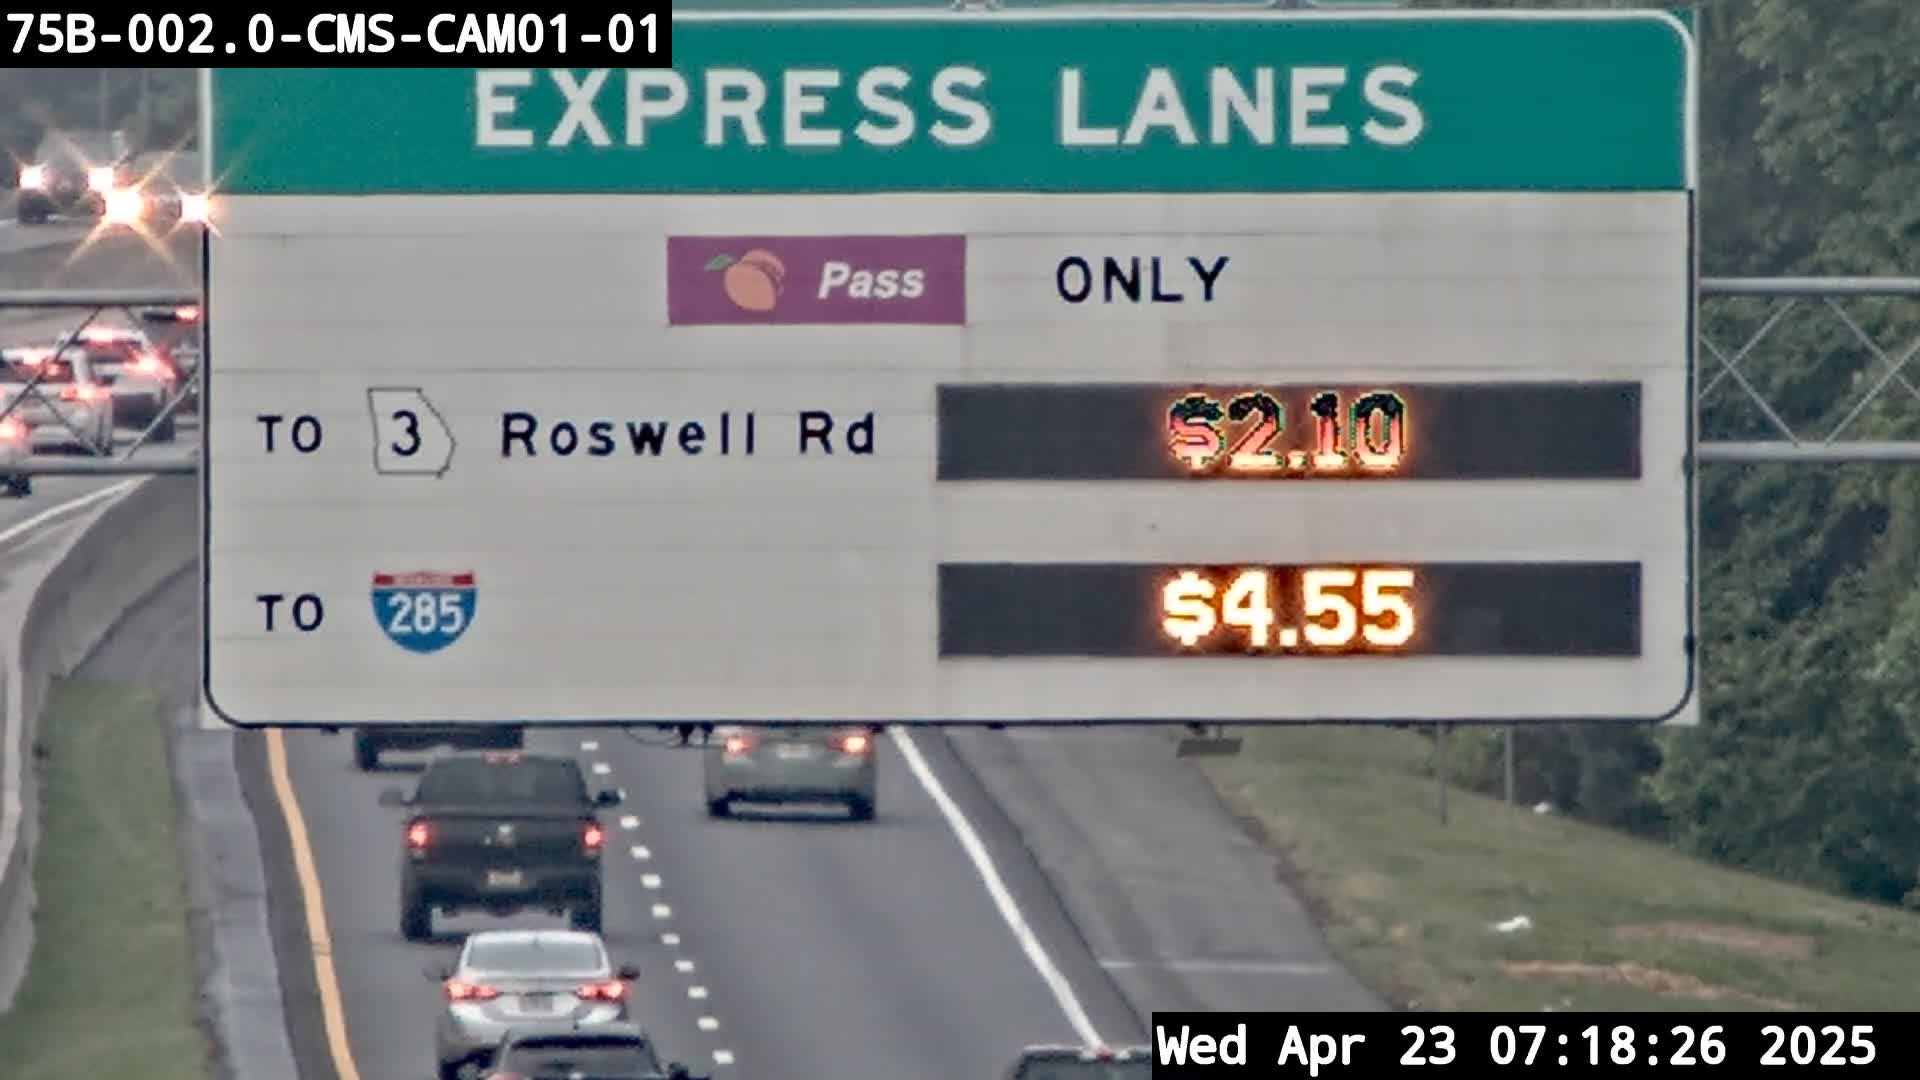 75B-002.0-CMS-CAM01-01
EXPRESS LANES
Pass ONLY
TO 3 Roswell Rd $2.10
TO 285 $4.55
Wed Apr 23 07:18:26 2025